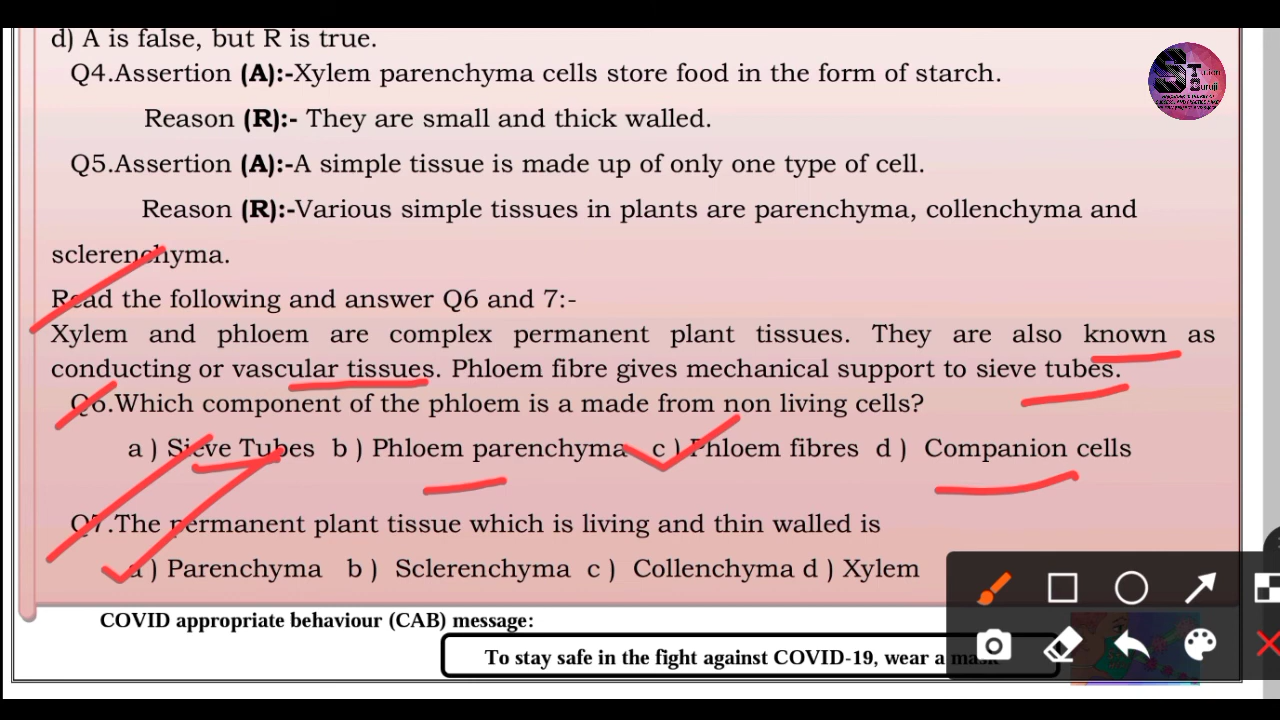 d) A is false, but R is true.
Q4.Assertion (A):-Xylem parenchyma cells store food in the form of starch.
Reason (R):- They are small and thick walled.
Q5.Assertion (A):-A simple tissue is made up of only one type of cell.
Reason (R):-Various simple tissues in plants are parenchyma, collenchyma and
sclerenchyma.
Read the following and answer Q6 and 7:-
Xylem and phloem are complex permanent plant tissues. They are also known as
conducting or vascular tissues. Phloem fibre gives mechanical support to sieve tubes.
Q6.Which component of the phloem is a made from non living cells?
a ) Sieve Tubes b ) Phloem parenchyma c ) Phloem fibres d ) Companion cells
Q7.The permanent plant tissue which is living and thin walled is
a ) Parenchyma b ) Sclerenchyma c ) Collenchyma d ) Xylem
COVID appropriate behaviour (CAB) message:
To stay safe in the fight against COVID-19, wear a mask